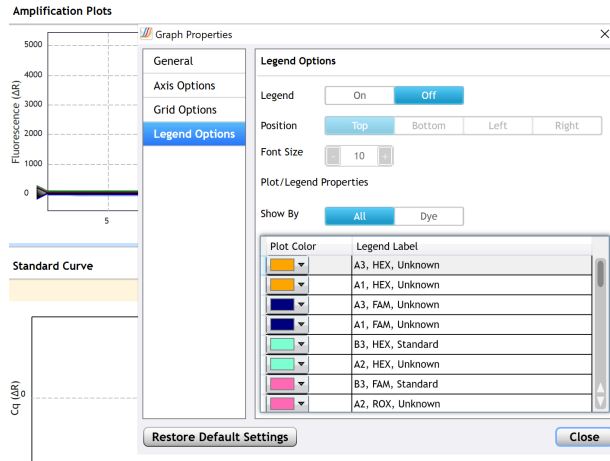 Amplification Plots
Graph Properties
General
Axis Options
Grid Options
Legend Options
Legend Options
Legend On Off
Position Top Bottom Left Right
Font Size - 10 +
Plot/Legend Properties
Show By All Dye
Plot Color Legend Label
A3, HEX, Unknown
A1, HEX, Unknown
A3, FAM, Unknown
A1, FAM, Unknown
B3, HEX, Standard
A2, HEX, Unknown
B3, FAM, Standard
A2, ROX, Unknown
Restore Default Settings
Close
5000
4000
3000
2000
1000
0
Fluorescence (ΔR)
5
Standard Curve
Cq (ΔR)
0